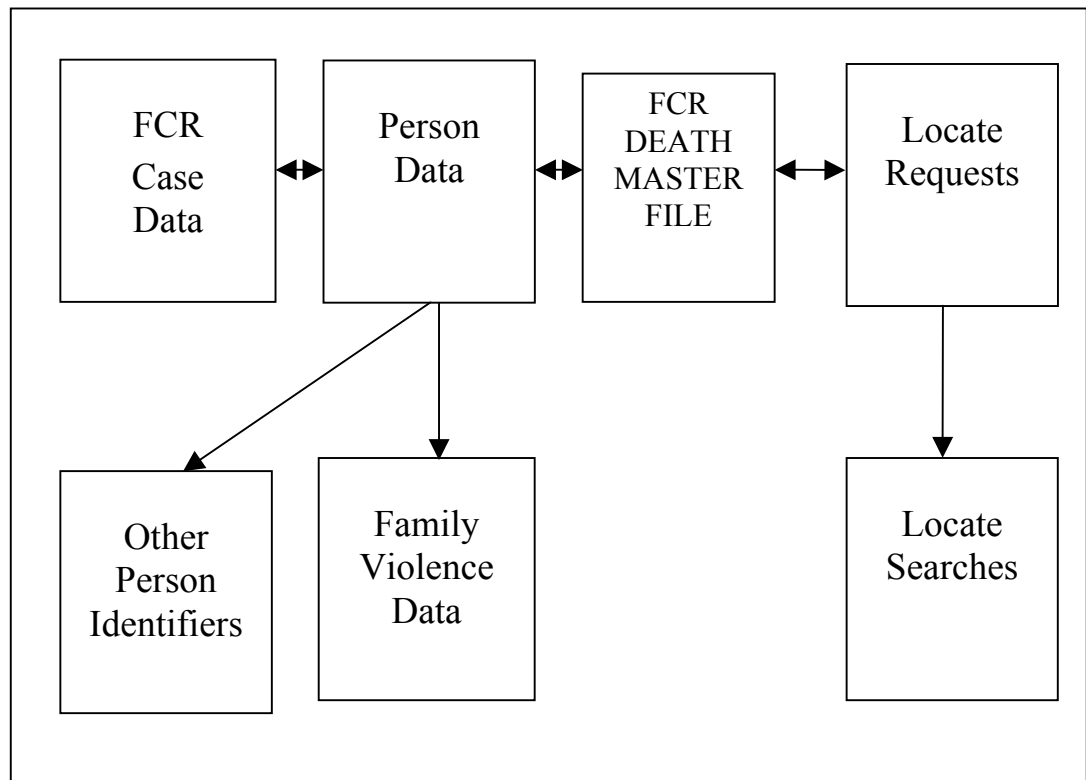 FCR
Case
Data
Person
Data
FCR
DEATH
MASTER
FILE
Locate
Requests
Other
Person
Identifiers
Family
Violence
Data
Locate
Searches